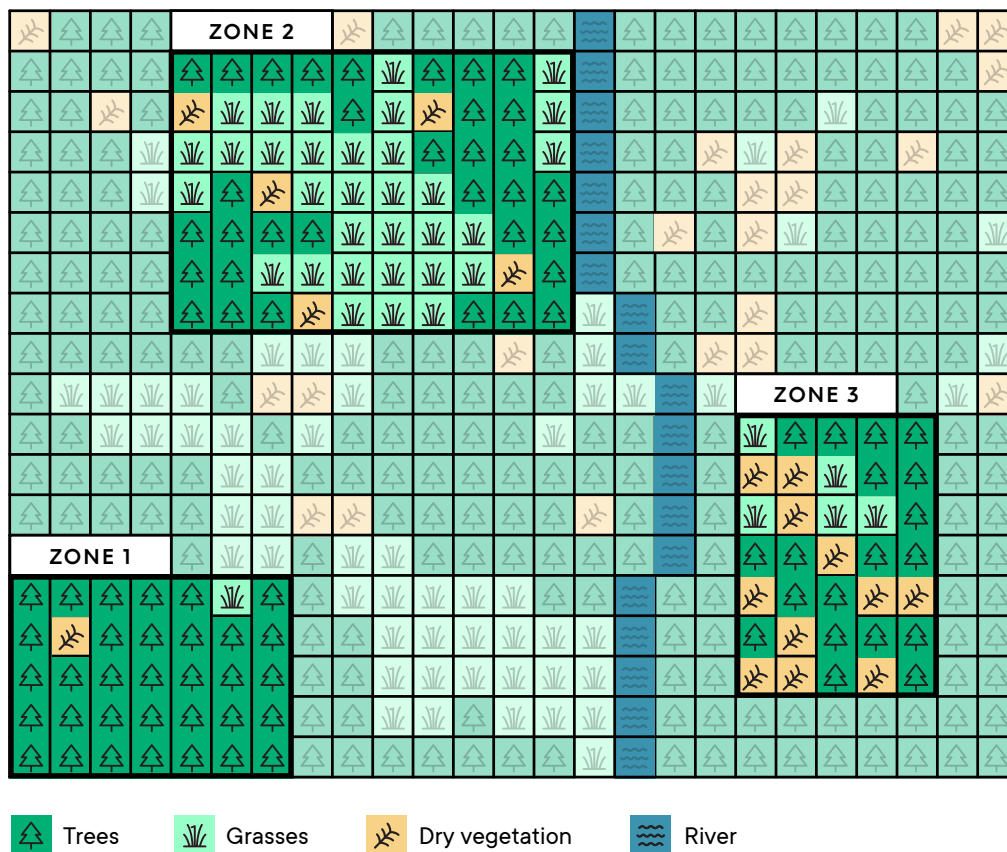 ZONE 2
ZONE 3
ZONE 1
Trees
Grasses
Dry vegetation
River